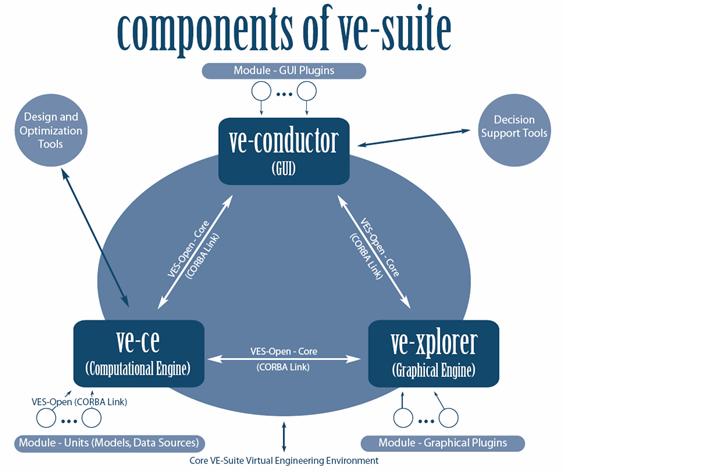 components of ve-suite
Module - GUI Plugins
Design and
Optimization
Tools
Decision
Support Tools
ve-conductor
(GUI)
VES-Open - Core
(CORBA Link)
VES-Open - Core
(CORBA Link)
ve-ce
(Computational Engine)
VES-Open - Core
(CORBA Link)
ve-xplorer
(Graphical Engine)
VES-Open (CORBA Link)
Module - Units (Models, Data Sources)
Module - Graphical Plugins
Core VE-Suite Virtual Engineering Environment